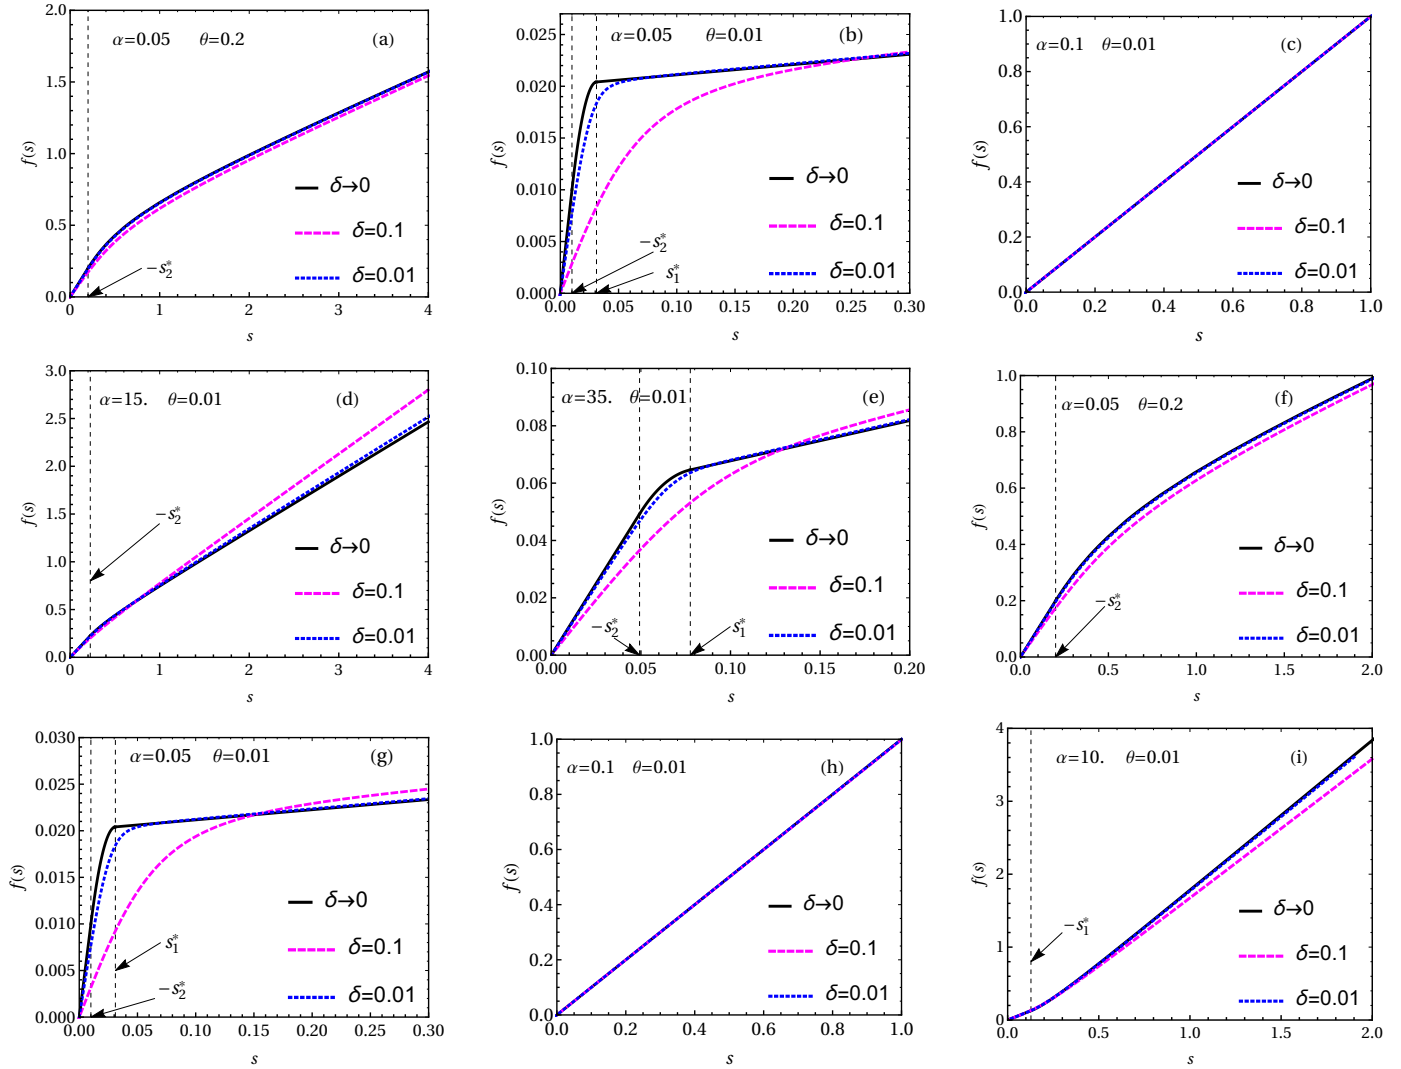 α=0.05 θ=0.2 (a)
2.0
1.5
1.0
0.5
0.0
f(s)
δ→0
δ=0.1
δ=0.01
−s₂*
0 1 2 3 4
s
α=0.05 θ=0.01 (b)
0.025
0.020
0.015
0.010
0.005
0.000
f(s)
δ→0
δ=0.1
δ=0.01
−s₂*
s₁*
0.00 0.05 0.10 0.15 0.20 0.25 0.30
s
α=0.1 θ=0.01 (c)
1.0
0.8
0.6
0.4
0.2
0.0
f(s)
δ→0
δ=0.1
δ=0.01
0.0 0.2 0.4 0.6 0.8 1.0
s
α=15. θ=0.01 (d)
3.0
2.5
2.0
1.5
1.0
0.5
0.0
f(s)
−s₂*
δ→0
δ=0.1
δ=0.01
0 1 2 3 4
s
α=35. θ=0.01 (e)
0.10
0.08
0.06
0.04
0.02
0.00
f(s)
δ→0
δ=0.1
δ=0.01
−s₂*
s₁*
0.00 0.05 0.10 0.15 0.20
s
α=0.05 θ=0.2 (f)
1.0
0.8
0.6
0.4
0.2
0.0
f(s)
δ→0
δ=0.1
δ=0.01
−s₂*
0.0 0.5 1.0 1.5 2.0
s
α=0.05 θ=0.01 (g)
0.030
0.025
0.020
0.015
0.010
0.005
0.000
f(s)
δ→0
δ=0.1
δ=0.01
s₁*
−s₂*
0.00 0.05 0.10 0.15 0.20 0.25 0.30
s
α=0.1 θ=0.01 (h)
1.0
0.8
0.6
0.4
0.2
0.0
f(s)
δ→0
δ=0.1
δ=0.01
0.0 0.2 0.4 0.6 0.8 1.0
s
α=10. θ=0.01 (i)
4
3
2
1
0
f(s)
−s₁*
δ→0
δ=0.1
δ=0.01
0.0 0.5 1.0 1.5 2.0
s